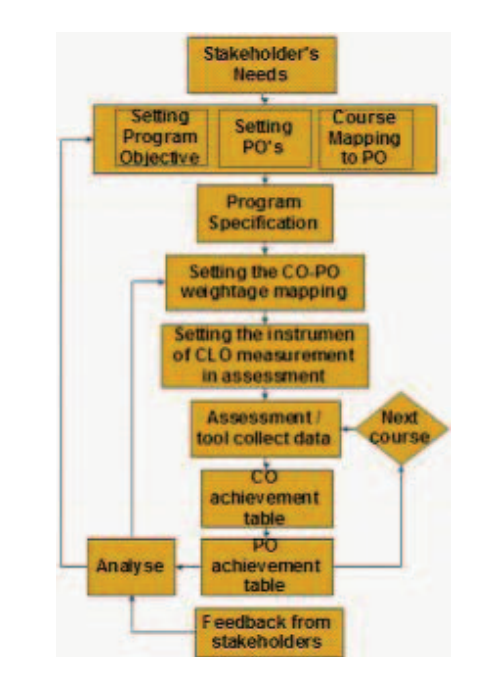 Stakeholder's
Needs
Setting
Program
Objective
Setting
PO's
Course
Mapping
to PO
Program
Specification
Setting the CO-PO
weightage mapping
Setting the instrumen
of CLO measurement
in assessment
Assessment /
tool collect data
Next
course
CO
achievement
table
PO
achievement
table
Analyse
Feedback from
stakeholders